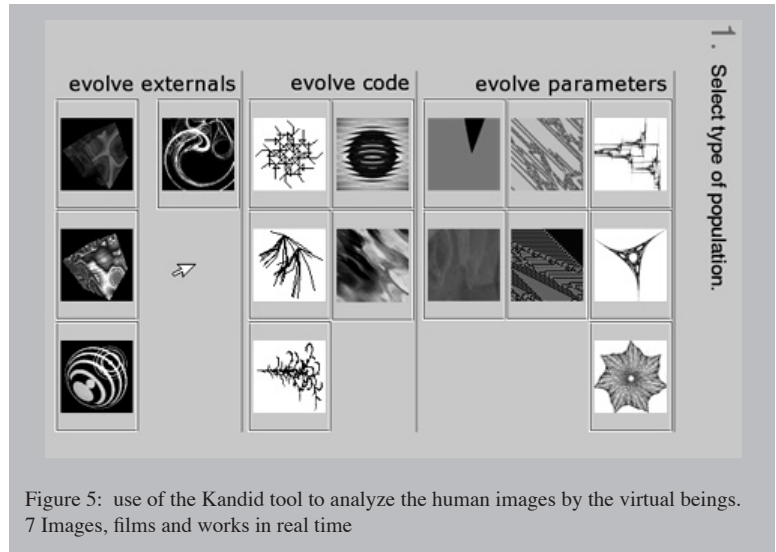 1. Select type of population.
evolve externals
evolve code
evolve parameters
Figure 5: use of the Kandid tool to analyze the human images by the virtual beings.
7 Images, films and works in real time